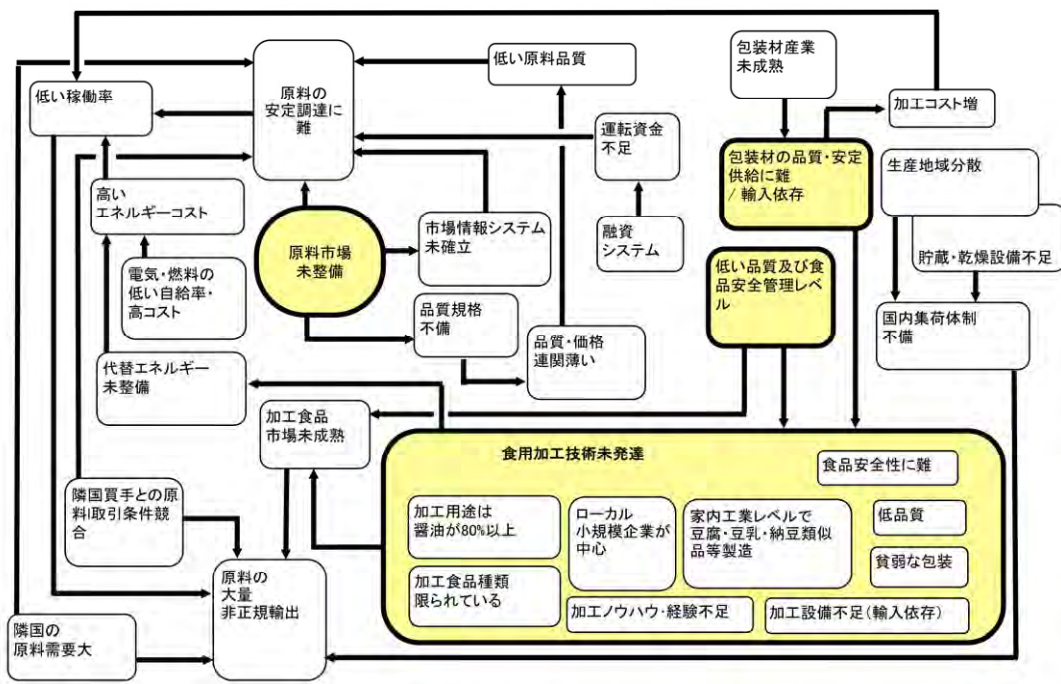 低い稼働率
原料の
安定調達に
難
低い原料品質
包装材産業
未成熟
加工コスト増
運転資金
不足
包装材の品質・安定
供給に難
/ 輸入依存
生産地域分散
高い
エネルギーコスト
原料市場
未整備
市場情報システム
未確立
融資
システム
低い品質及び食
品安全管理レベ
ル
貯蔵・乾燥設備不足
電気・燃料の
低い自給率・
高コスト
品質規格
不備
品質・価格
連関薄い
国内集荷体制
不備
代替エネルギー
未整備
加工食品
市場未成熟
食用加工技術未発達
食品安全性に難
隣国買手との原
料l取引条件競
合
加工用途は
醤油が80%以上
ローカル
小規模企業が
中心
家内工業レベルで
豆腐・豆乳・納豆類似
品等製造
低品質
貧弱な包装
原料の
大量
非正規輸出
加工食品種類
限られている
加工ノウハウ・経験不足
加工設備不足(輸入依存)
隣国の
原料需要大